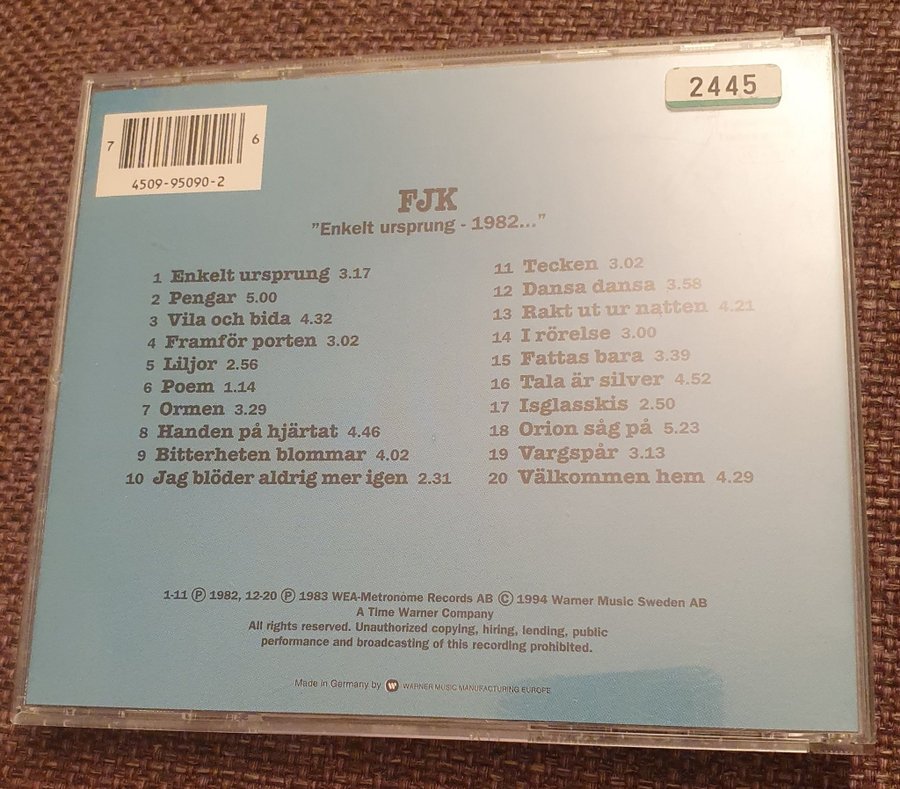 2445
7 6
4509-95090-2
FJK
"Enkelt ursprung - 1982..."
1 Enkelt ursprung 3.17
2 Pengar 5.00
3 Vila och bida 4.32
4 Framför porten 3.02
5 Liljor 2.56
6 Poem 1.14
7 Ormen 3.29
8 Handen på hjärtat 4.46
9 Bitterheten blommar 4.02
10 Jag blöder aldrig mer igen 2.31
11 Tecken 3.02
12 Dansa dansa 3.58
13 Rakt ut ur natten 4.21
14 I rörelse 3.00
15 Fattas bara 3.39
16 Tala är silver 4.52
17 Isglasskis 2.50
18 Orion såg på 5.23
19 Vargspår 3.13
20 Välkommen hem 4.29
1-11 Ⓟ 1982, 12-20 Ⓟ 1983 WEA-Metronome Records AB © 1994 Warner Music Sweden AB
A Time Warner Company
All rights reserved. Unauthorized copying, hiring, lending, public
performance and broadcasting of this recording prohibited.
Made in Germany by WARNER MUSIC MANUFACTURING EUROPE